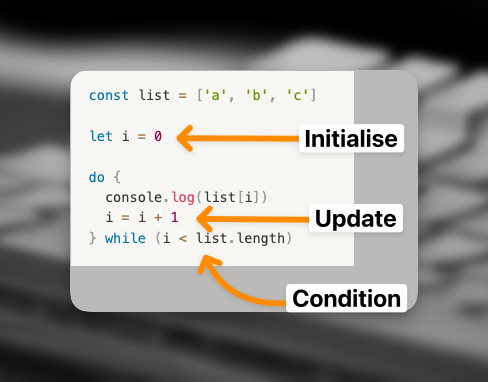 const list = ['a', 'b', 'c']
let i = 0
Initialise
do {
console.log(list[i])
i = i + 1
Update
} while (i < list.length)
Condition